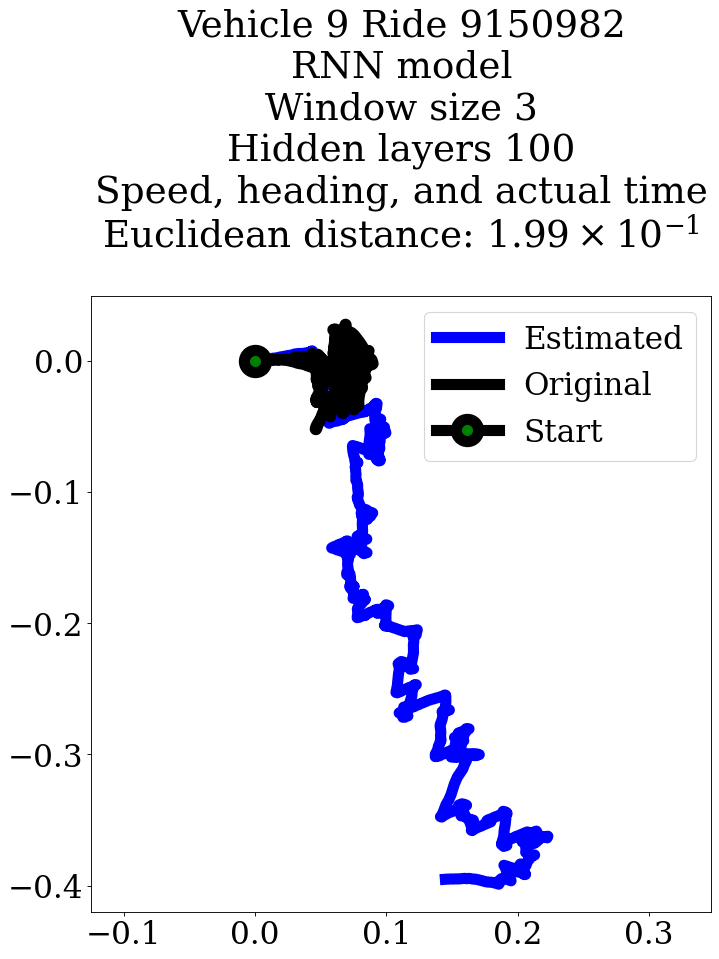 Vehicle 9 Ride 9150982
RNN model
Window size 3
Hidden layers 100
Speed, heading, and actual time
Euclidean distance: 1.99 × 10⁻¹
Estimated
Original
Start
0.0
−0.1
−0.2
−0.3
−0.4
−0.1 0.0 0.1 0.2 0.3